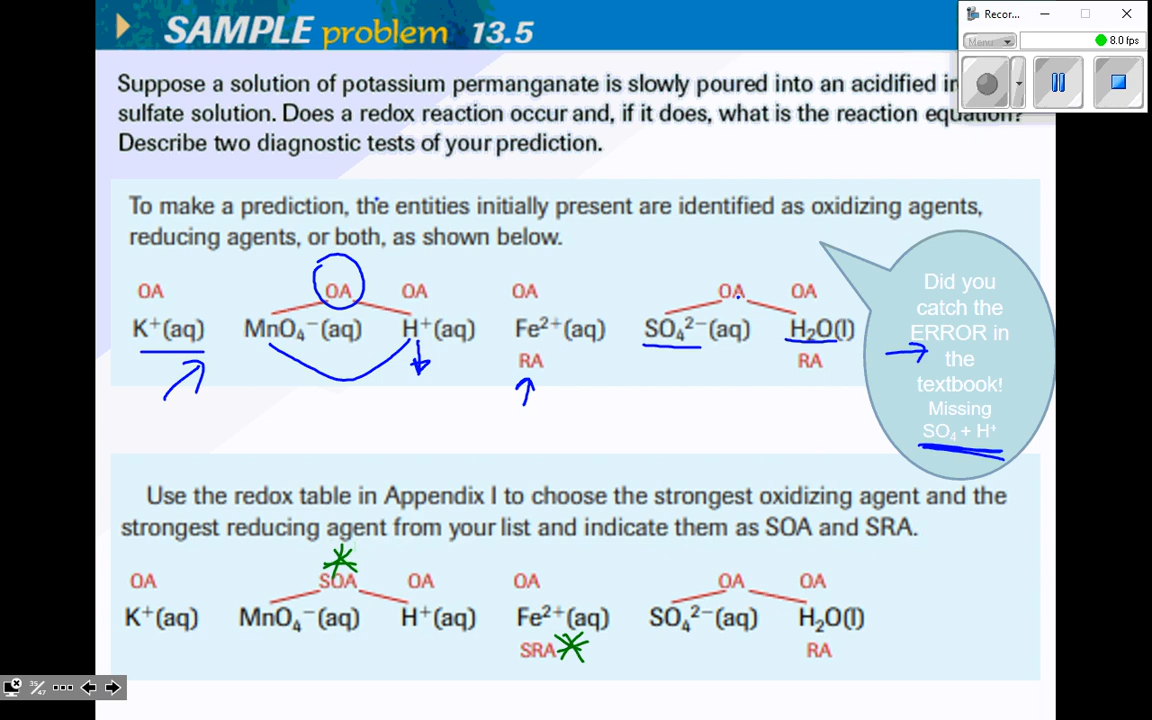 SAMPLE problem 13.5
Recor...
Menu
8.0 fps
Suppose a solution of potassium permanganate is slowly poured into an acidified
sulfate solution. Does a redox reaction occur and, if it does, what is the reaction equation?
Describe two diagnostic tests of your prediction.
To make a prediction, the entities initially present are identified as oxidizing agents,
reducing agents, or both, as shown below.
OA OA OA OA OA OA
K⁺(aq) MnO₄⁻(aq) H⁺(aq) Fe²⁺(aq) SO₄²⁻(aq) H₂O(l)
RA RA
Did you
catch the
ERROR in
the
textbook!
Missing
SO₄ + H⁺
Use the redox table in Appendix I to choose the strongest oxidizing agent and the
strongest reducing agent from your list and indicate them as SOA and SRA.
OA SOA OA OA OA OA
K⁺(aq) MnO₄⁻(aq) H⁺(aq) Fe²⁺(aq) SO₄²⁻(aq) H₂O(l)
SRA RA
35/47